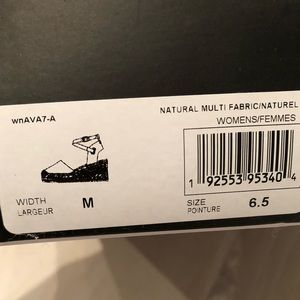 wnAVA7-A
NATURAL MULTI FABRIC/NATUREL
WOMENS/FEMMES
1 92553 95340 4
WIDTH
LARGEUR
M
SIZE
POINTURE
6.5